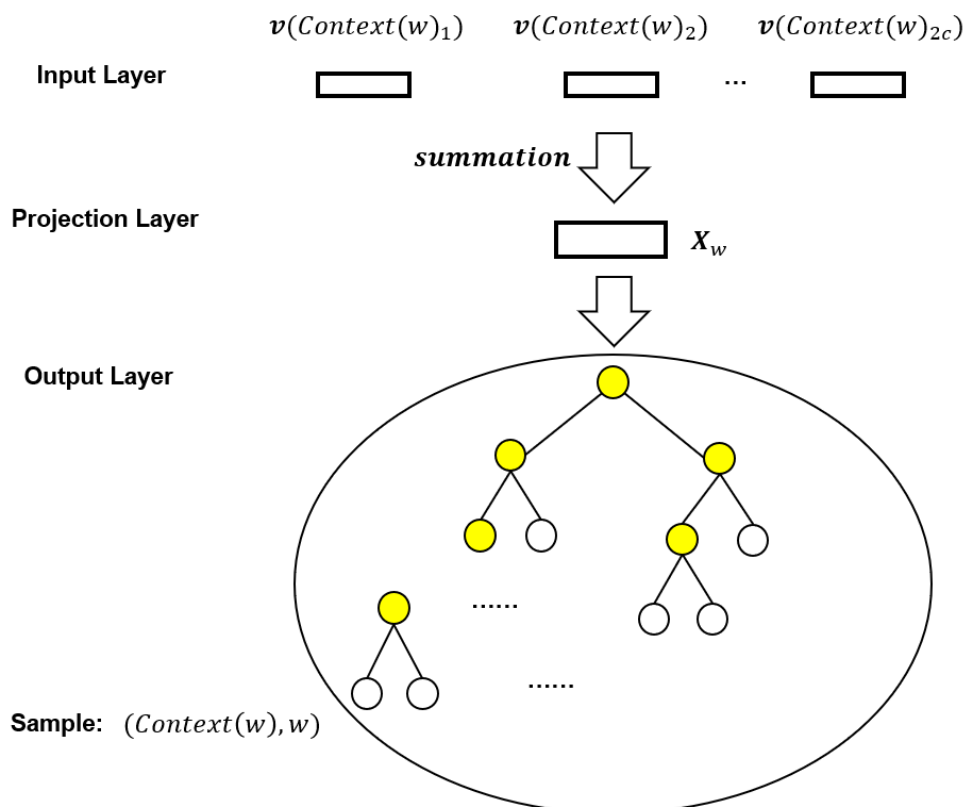 v(Context(w)₁) v(Context(w)₂) v(Context(w)₂c)
Input Layer ...
summation
Projection Layer
X_w
Output Layer
......
......
Sample: (Context(w), w)